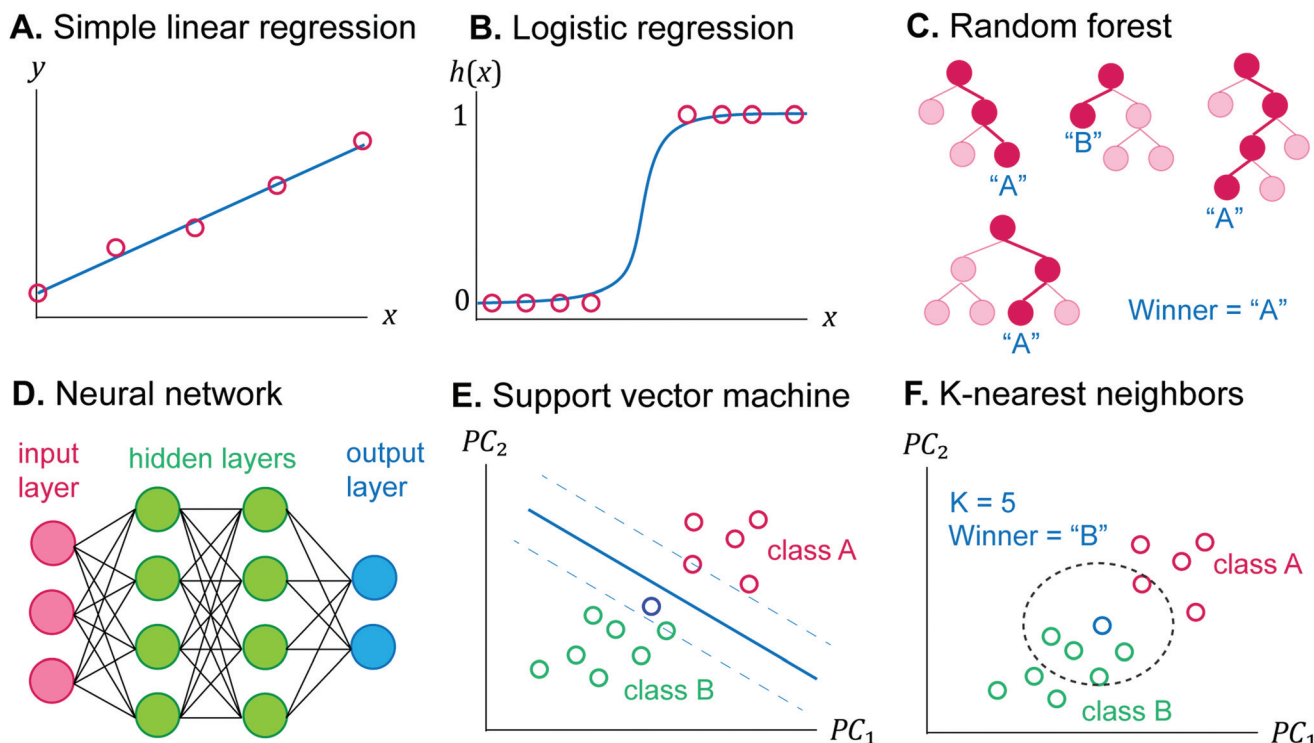 A. Simple linear regression
y
x
B. Logistic regression
h(x)
1
0
x
C. Random forest
“A”
“B”
“A”
“A”
Winner = “A”
D. Neural network
input
layer
hidden layers
output
layer
E. Support vector machine
PC₂
class A
class B
PC₁
F. K-nearest neighbors
PC₂
K = 5
Winner = “B”
class A
class B
PC₁